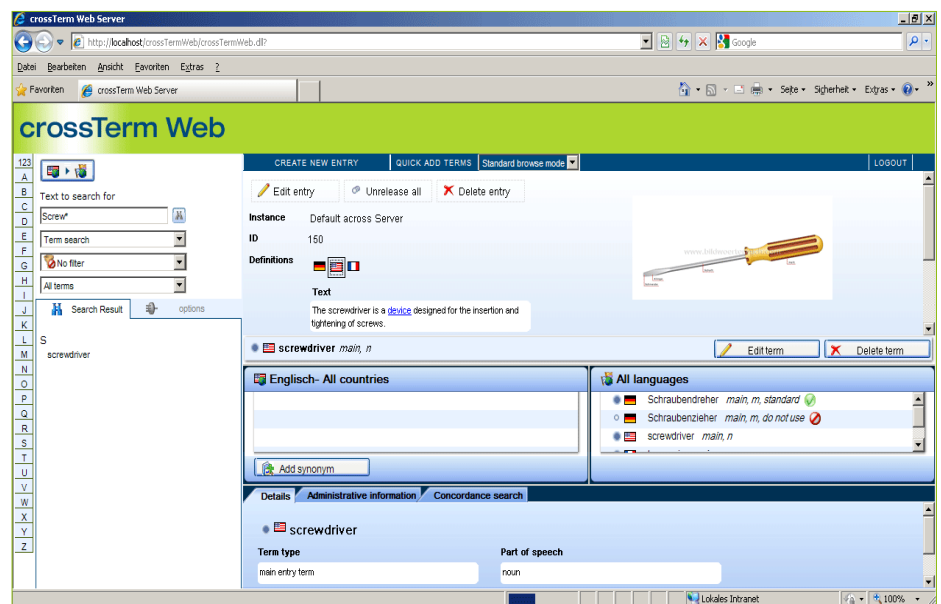 crossTerm Web Server
http://localhost/crossTermWeb/crossTermWeb.dll?
Google
Datei Bearbeiten Ansicht Favoriten Extras ?
Favoriten crossTerm Web Server
Seite Sicherheit Extras
crossTerm Web
CREATE NEW ENTRY QUICK ADD TERMS Standard browse mode LOGOUT
123
A
B
C
D
E
F
G
H
I
J
K
L
M
N
O
P
Q
R
S
T
U
V
W
X
Y
Z
Text to search for
Screw*
Term search
No filter
All terms
Search Result options
S
screwdriver
Edit entry Unrelease all Delete entry
Instance Default across Server
ID 150
Definitions
Text
The screwdriver is a device designed for the insertion and
tightening of screws.
screwdriver main, n Edit term Delete term
Englisch- All countries
Add synonym
All languages
Schraubendreher main, m, standard
Schraubenzieher main, m, do not use
screwdriver main, n
Details Administrative information Concordance search
screwdriver
Term type Part of speech
main entry term noun
Lokales Intranet 100%